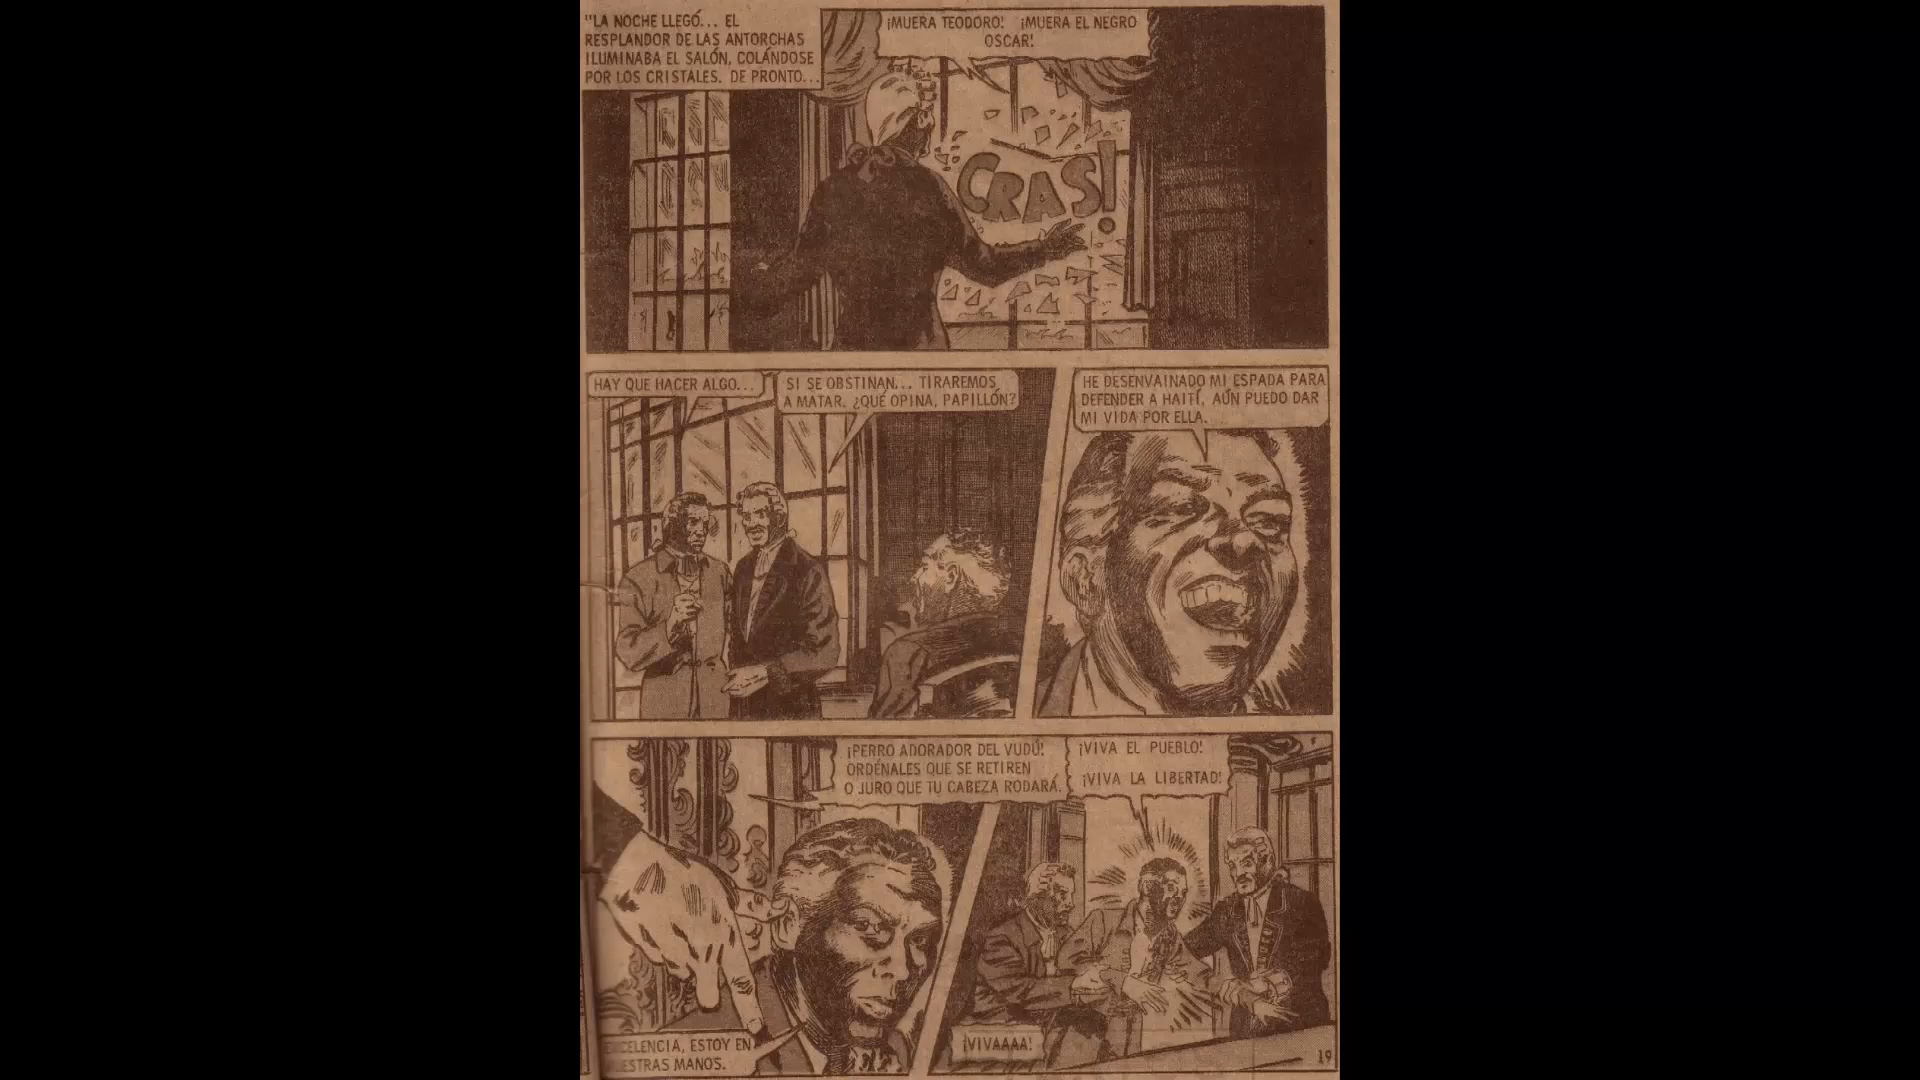 "LA NOCHE LLEGÓ... EL
RESPLANDOR DE LAS ANTORCHAS
ILUMINABA EL SALÓN, COLÁNDOSE
POR LOS CRISTALES. DE PRONTO...
¡MUERA TEODORO! ¡MUERA EL NEGRO
OSCAR!
CRAS!
HAY QUE HACER ALGO...
SI SE OBSTINAN... TIRAREMOS
A MATAR. ¿QUÉ OPINA, PAPILLÓN?
HE DESENVAINADO MI ESPADA PARA
DEFENDER A HAITÍ, AÚN PUEDO DAR
MI VIDA POR ELLA.
¡PERRO ADORADOR DEL VUDÚ!
ORDÉNALES QUE SE RETIREN
O JURO QUE TU CABEZA RODARÁ.
EXCELENCIA, ESTOY EN
VUESTRAS MANOS.
¡VIVA EL PUEBLO!
¡VIVA LA LIBERTAD!
¡VIVAAAA!
19